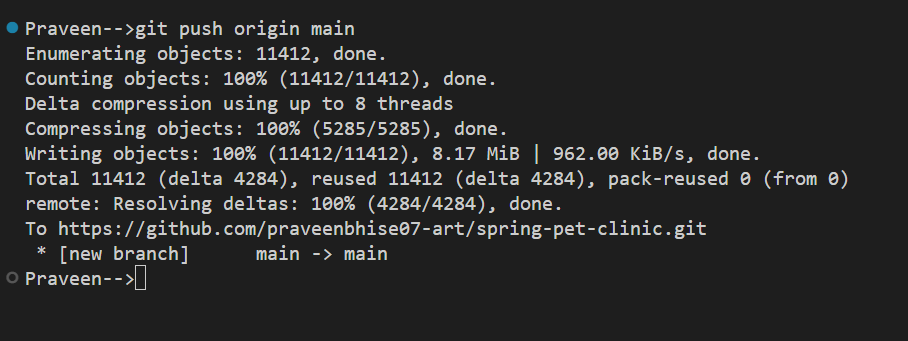 Praveen-->git push origin main
Enumerating objects: 11412, done.
Counting objects: 100% (11412/11412), done.
Delta compression using up to 8 threads
Compressing objects: 100% (5285/5285), done.
Writing objects: 100% (11412/11412), 8.17 MiB | 962.00 KiB/s, done.
Total 11412 (delta 4284), reused 11412 (delta 4284), pack-reused 0 (from 0)
remote: Resolving deltas: 100% (4284/4284), done.
To https://github.com/praveenbhise07-art/spring-pet-clinic.git
 * [new branch]      main -> main
Praveen-->